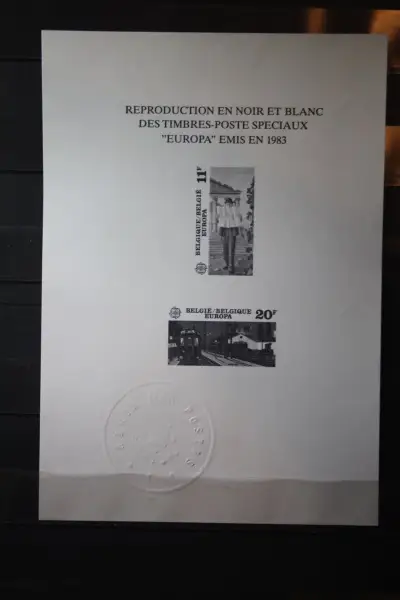 REPRODUCTION EN NOIR ET BLANC
DES TIMBRES-POSTE SPECIAUX
"EUROPA" EMIS EN 1983
11F
BELGIQUE-BELGIË
EUROPA
BELGIË-BELGIQUE
EUROPA
20F
POSTES